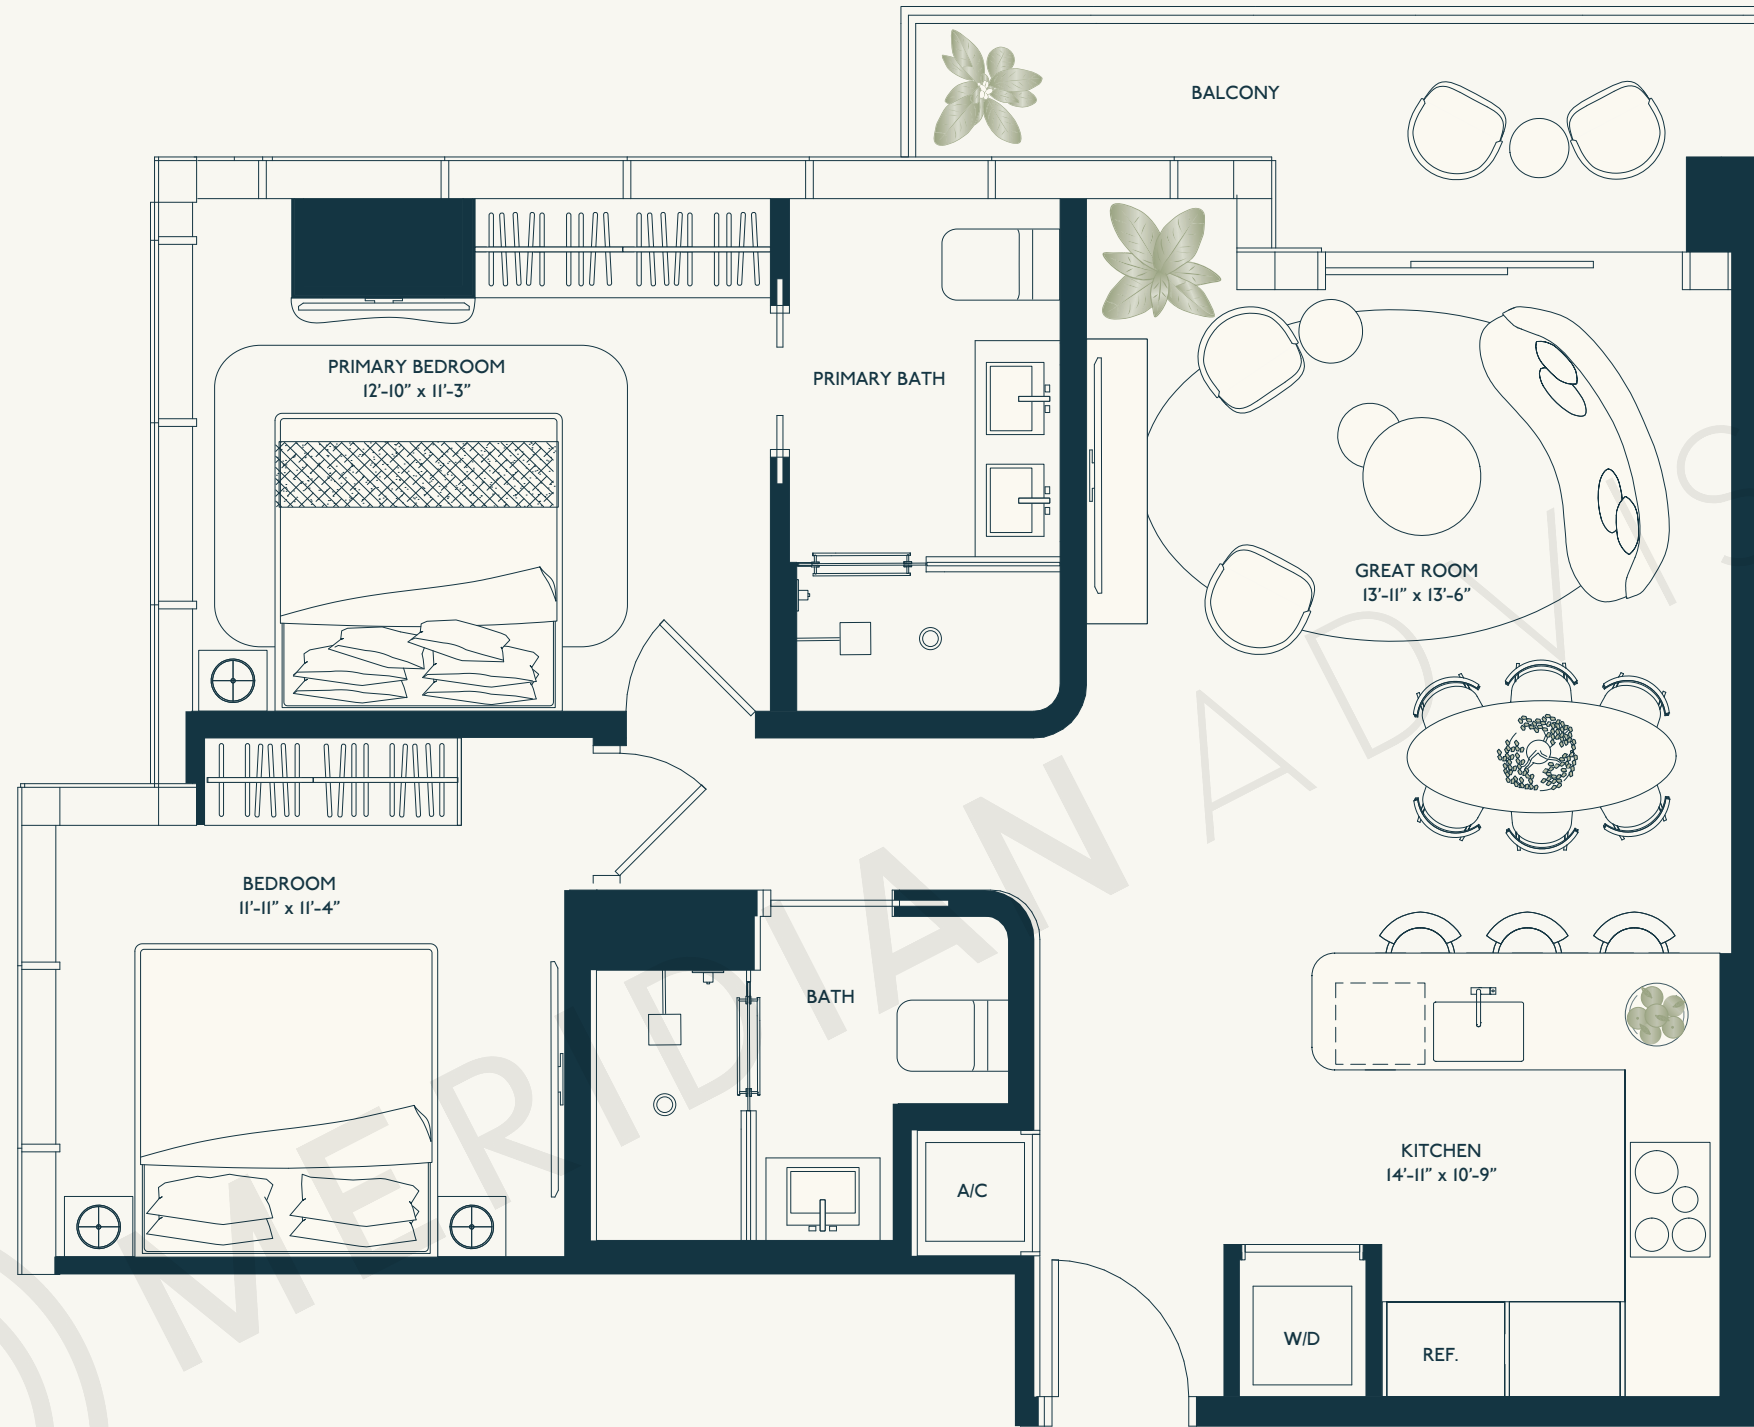 BALCONY
PRIMARY BEDROOM
12'-10" x 11'-3"
PRIMARY BATH
GREAT ROOM
13'-11" x 13'-6"
BEDROOM
11'-11" x 11'-4"
BATH
A/C
KITCHEN
14'-11" x 10'-9"
W/D
REF.
MERIDIAN ADVIS